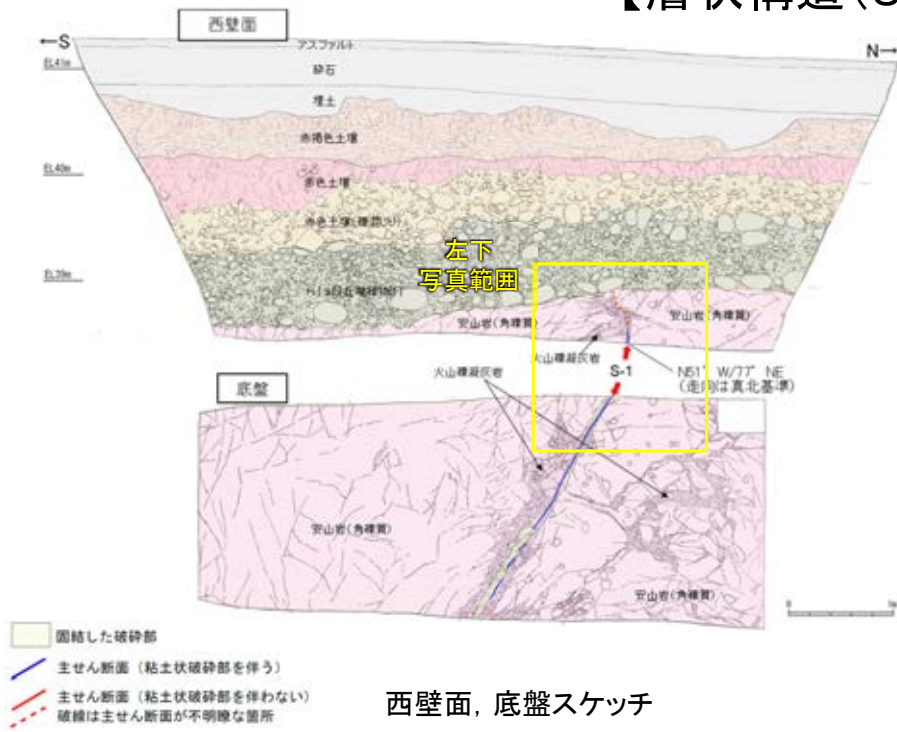 【層状構造(S
西壁面
←S
N→
アスファルト
EL41m
砕石
埋土
赤褐色土壌
EL40m
赤色土壌
左下
写真範囲
EL39m
安山岩(角礫質)
安山岩(角礫質)
火山礫凝灰岩
火山礫凝灰岩
S-1
N51°W/77°NE
(走向は真北基準)
底盤
安山岩(角礫質)
安山岩(角礫質)
0
固結した破砕部
主せん断面(粘土状破砕部を伴う)
主せん断面(粘土状破砕部を伴わない)
破線は主せん断面が不明瞭な箇所
西壁面,底盤スケッチ